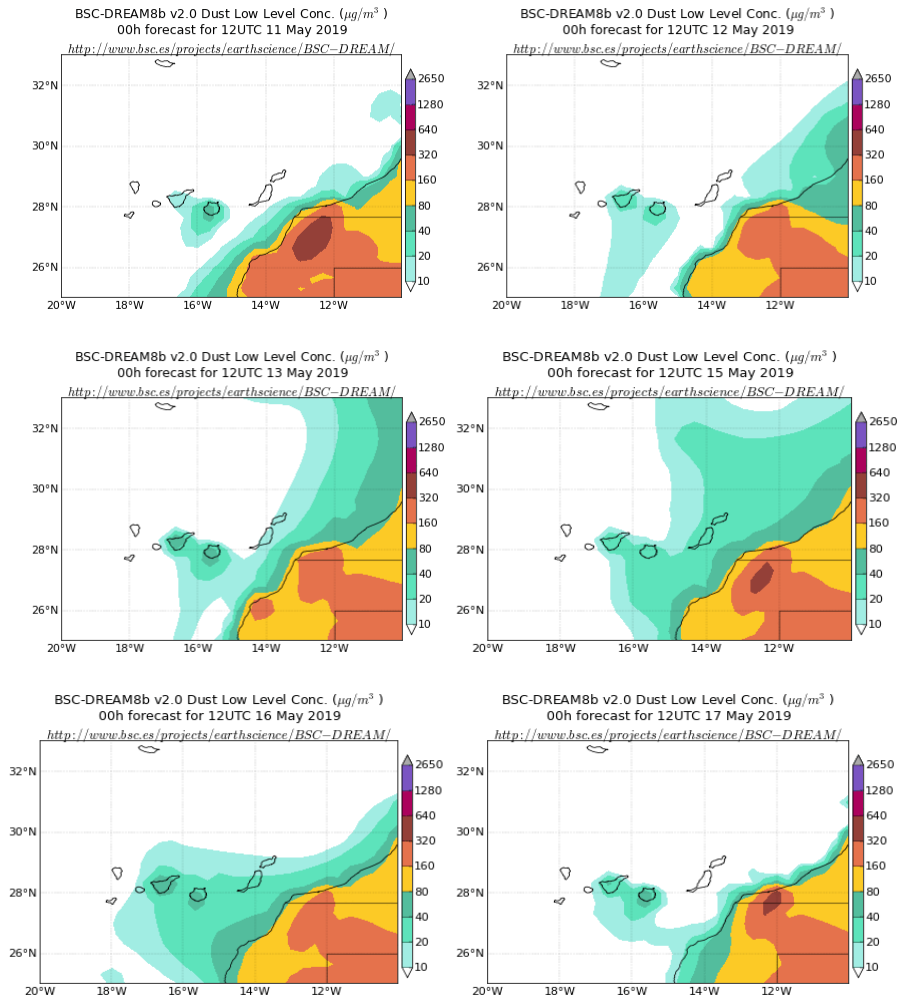 BSC-DREAM8b v2.0 Dust Low Level Conc. (μg/m³ )
00h forecast for 12UTC 11 May 2019
http://www.bsc.es/projects/earthscience/BSC−DREAM/
32°N
30°N
28°N
26°N
20°W 18°W 16°W 14°W 12°W
2650
1280
640
320
160
80
40
20
10
BSC-DREAM8b v2.0 Dust Low Level Conc. (μg/m³ )
00h forecast for 12UTC 12 May 2019
http://www.bsc.es/projects/earthscience/BSC−DREAM/
32°N
30°N
28°N
26°N
20°W 18°W 16°W 14°W 12°W
2650
1280
640
320
160
80
40
20
10
BSC-DREAM8b v2.0 Dust Low Level Conc. (μg/m³ )
00h forecast for 12UTC 13 May 2019
http://www.bsc.es/projects/earthscience/BSC−DREAM/
32°N
30°N
28°N
26°N
20°W 18°W 16°W 14°W 12°W
2650
1280
640
320
160
80
40
20
10
BSC-DREAM8b v2.0 Dust Low Level Conc. (μg/m³ )
00h forecast for 12UTC 15 May 2019
http://www.bsc.es/projects/earthscience/BSC−DREAM/
32°N
30°N
28°N
26°N
20°W 18°W 16°W 14°W 12°W
2650
1280
640
320
160
80
40
20
10
BSC-DREAM8b v2.0 Dust Low Level Conc. (μg/m³ )
00h forecast for 12UTC 16 May 2019
http://www.bsc.es/projects/earthscience/BSC−DREAM/
32°N
30°N
28°N
26°N
20°W 18°W 16°W 14°W 12°W
2650
1280
640
320
160
80
40
20
10
BSC-DREAM8b v2.0 Dust Low Level Conc. (μg/m³ )
00h forecast for 12UTC 17 May 2019
http://www.bsc.es/projects/earthscience/BSC−DREAM/
32°N
30°N
28°N
26°N
20°W 18°W 16°W 14°W 12°W
2650
1280
640
320
160
80
40
20
10